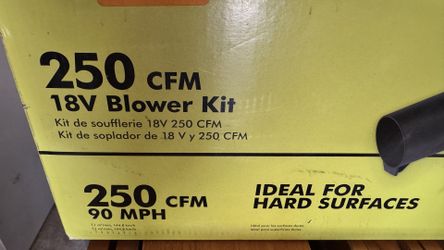 250 CFM
18V Blower Kit
Kit de soufflerie 18V 250 CFM
Kit de soplador de 18 V y 250 CFM
250 CFM
90 MPH
IDEAL FOR
HARD SURFACES